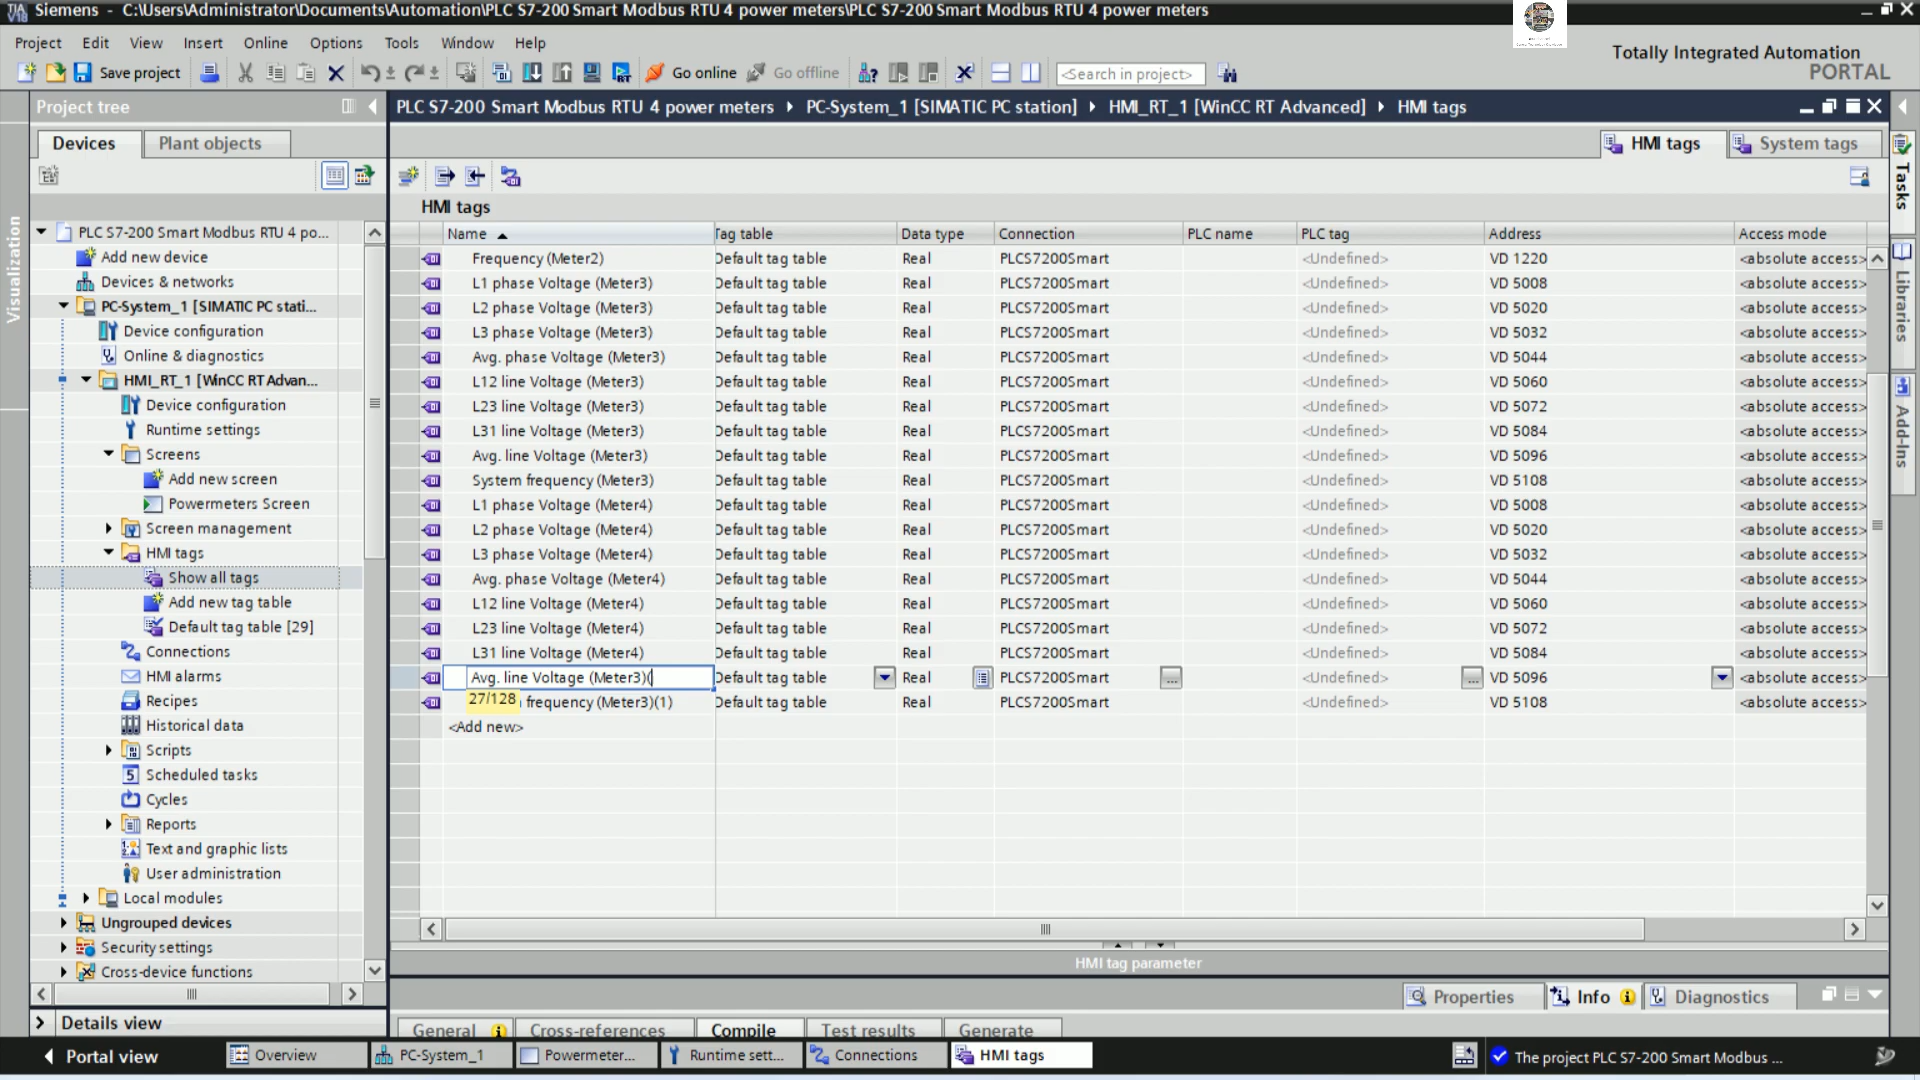 Siemens - C:\Users\Administrator\Documents\Automation\PLC S7-200 Smart Modbus RTU 4 power meters\PLC S7-200 Smart Modbus RTU 4 power meters
Project Edit View Insert Online Options Tools Window Help
Totally Integrated Automation
PORTAL
Save project Go online Go offline <Search in project>
Project tree
PLC S7-200 Smart Modbus RTU 4 power meters PC-System_1 [SIMATIC PC station] HMI_RT_1 [WinCC RT Advanced] HMI tags
Devices Plant objects
HMI tags System tags
Visualization
Tasks
Libraries
Add-Ins
PLC S7-200 Smart Modbus RTU 4 po...
Add new device
Devices & networks
PC-System_1 [SIMATIC PC stati...
Device configuration
Online & diagnostics
HMI_RT_1 [WinCC RT Advan...
Device configuration
Runtime settings
Screens
Add new screen
Powermeters Screen
Screen management
HMI tags
Show all tags
Add new tag table
Default tag table [29]
Connections
HMI alarms
Recipes
Historical data
Scripts
Scheduled tasks
Cycles
Reports
Text and graphic lists
User administration
Local modules
Ungrouped devices
Security settings
Cross-device functions
Details view
HMI tags
Name Tag table Data type Connection PLC name PLC tag Address Access mode
Frequency (Meter2) Default tag table Real PLCS7200Smart <Undefined> VD 1220 <absolute access>
L1 phase Voltage (Meter3) Default tag table Real PLCS7200Smart <Undefined> VD 5008 <absolute access>
L2 phase Voltage (Meter3) Default tag table Real PLCS7200Smart <Undefined> VD 5020 <absolute access>
L3 phase Voltage (Meter3) Default tag table Real PLCS7200Smart <Undefined> VD 5032 <absolute access>
Avg. phase Voltage (Meter3) Default tag table Real PLCS7200Smart <Undefined> VD 5044 <absolute access>
L12 line Voltage (Meter3) Default tag table Real PLCS7200Smart <Undefined> VD 5060 <absolute access>
L23 line Voltage (Meter3) Default tag table Real PLCS7200Smart <Undefined> VD 5072 <absolute access>
L31 line Voltage (Meter3) Default tag table Real PLCS7200Smart <Undefined> VD 5084 <absolute access>
Avg. line Voltage (Meter3) Default tag table Real PLCS7200Smart <Undefined> VD 5096 <absolute access>
System frequency (Meter3) Default tag table Real PLCS7200Smart <Undefined> VD 5108 <absolute access>
L1 phase Voltage (Meter4) Default tag table Real PLCS7200Smart <Undefined> VD 5008 <absolute access>
L2 phase Voltage (Meter4) Default tag table Real PLCS7200Smart <Undefined> VD 5020 <absolute access>
L3 phase Voltage (Meter4) Default tag table Real PLCS7200Smart <Undefined> VD 5032 <absolute access>
Avg. phase Voltage (Meter4) Default tag table Real PLCS7200Smart <Undefined> VD 5044 <absolute access>
L12 line Voltage (Meter4) Default tag table Real PLCS7200Smart <Undefined> VD 5060 <absolute access>
L23 line Voltage (Meter4) Default tag table Real PLCS7200Smart <Undefined> VD 5072 <absolute access>
L31 line Voltage (Meter4) Default tag table Real PLCS7200Smart <Undefined> VD 5084 <absolute access>
Avg. line Voltage (Meter3)( Default tag table Real PLCS7200Smart ... <Undefined> ... VD 5096 <absolute access>
27/128 frequency (Meter3)(1) Default tag table Real PLCS7200Smart <Undefined> VD 5108 <absolute access>
<Add new>
HMI tag parameter
Properties Info Diagnostics
General Cross-references Compile Test results Generate
Portal view Overview PC-System_1 Powermeter... Runtime sett... Connections HMI tags The project PLC S7-200 Smart Modbus ...